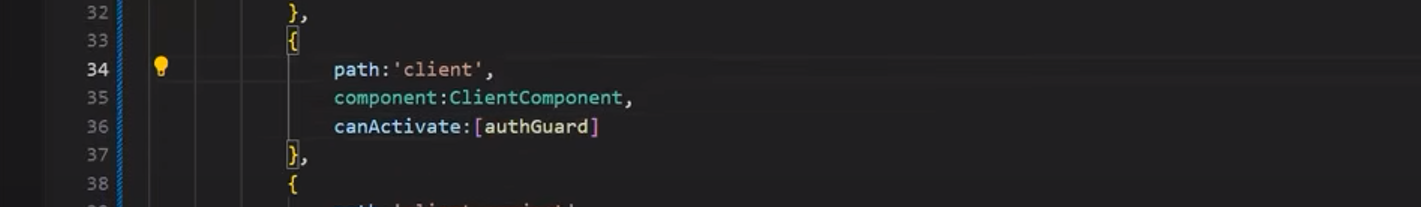 32 },
33 {
34 path:'client',
35 component:ClientComponent,
36 canActivate:[authGuard]
37 },
38 {